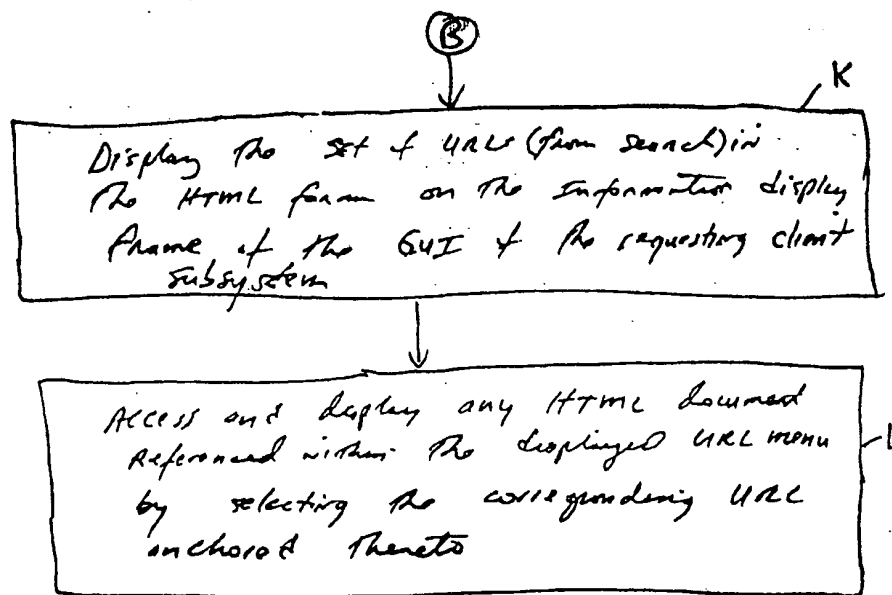 B
K
Display the set of URLs (from search) in
the HTML form on the Information display
Frame of the GUI of the requesting client
subsystem
Access and display any HTML document
Referenced within the displayed URL menu
by selecting the corresponding URL
anchored thereto
L